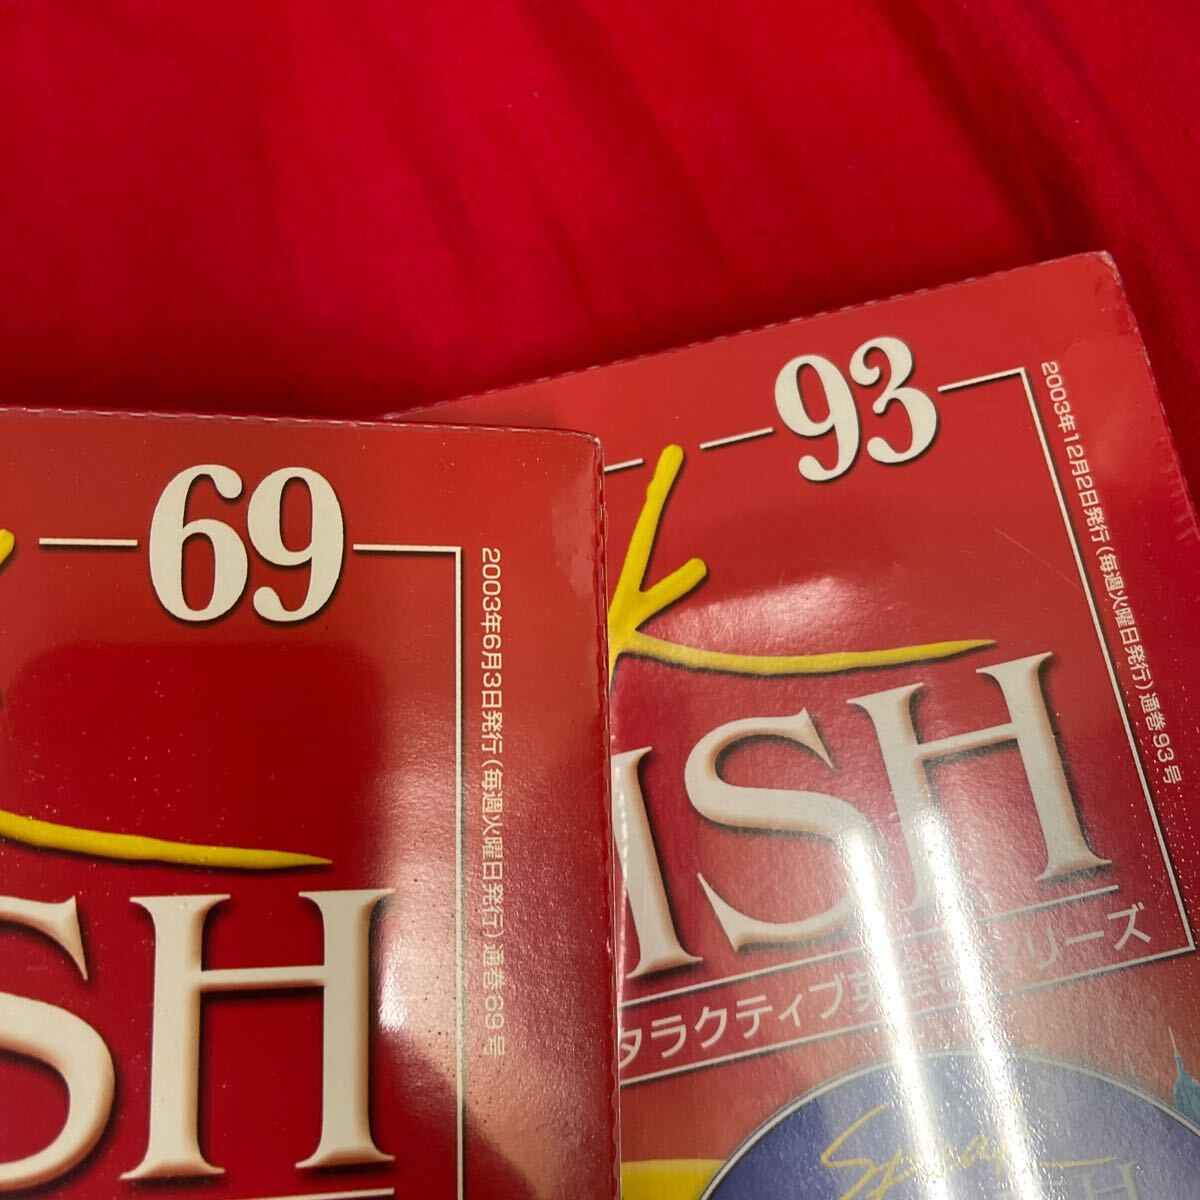 69
2003年6月3日発行(毎週火曜日発行)通巻69号
SH
93
2003年12月2日発行(毎週火曜日発行)通巻93号
ISH
タラクティブ英会話シリーズ
Speak
H